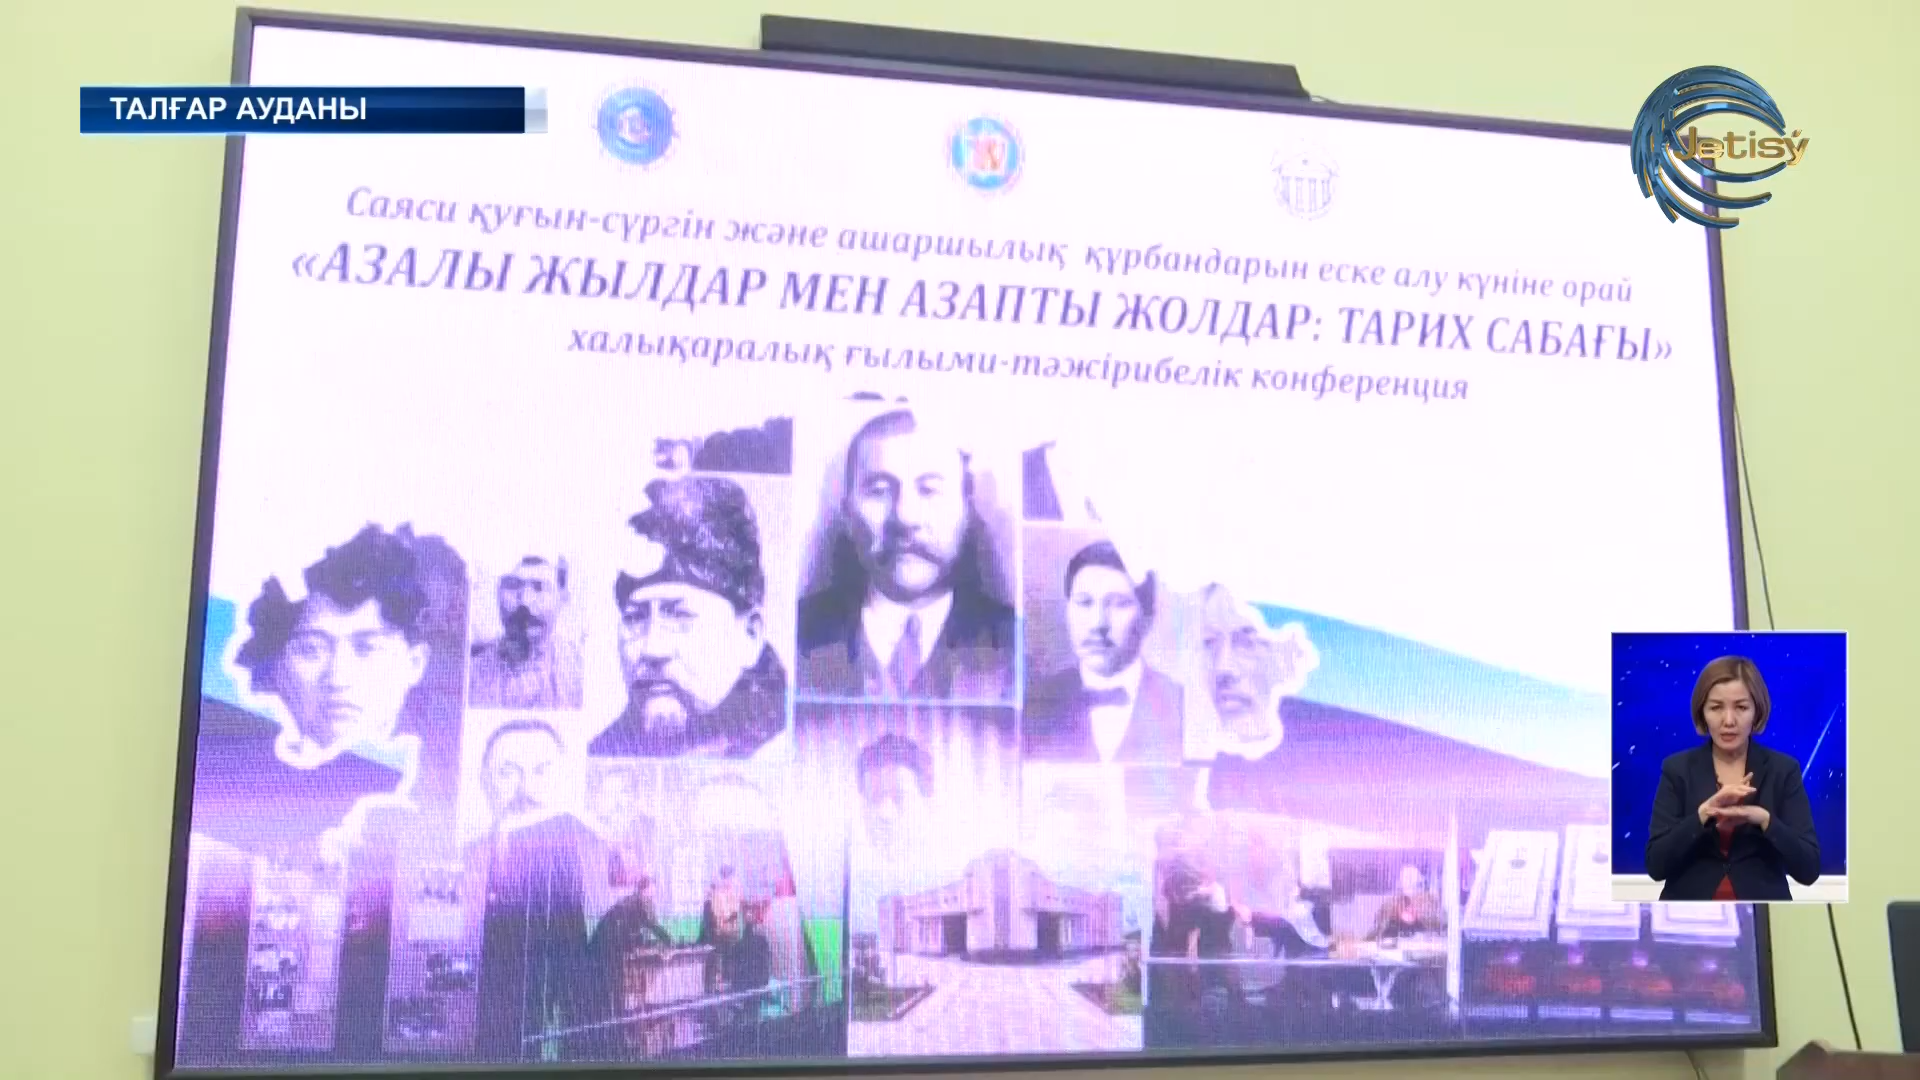 ТАЛҒАР АУДАНЫ
Jetisý
Саяси қуғын-сүргін және ашаршылық құрбандарын еске алу күніне орай
«АЗАЛЫ ЖЫЛДАР МЕН АЗАПТЫ ЖОЛДАР: ТАРИХ САБАҒЫ»
халықаралық ғылыми-тәжірибелік конференция